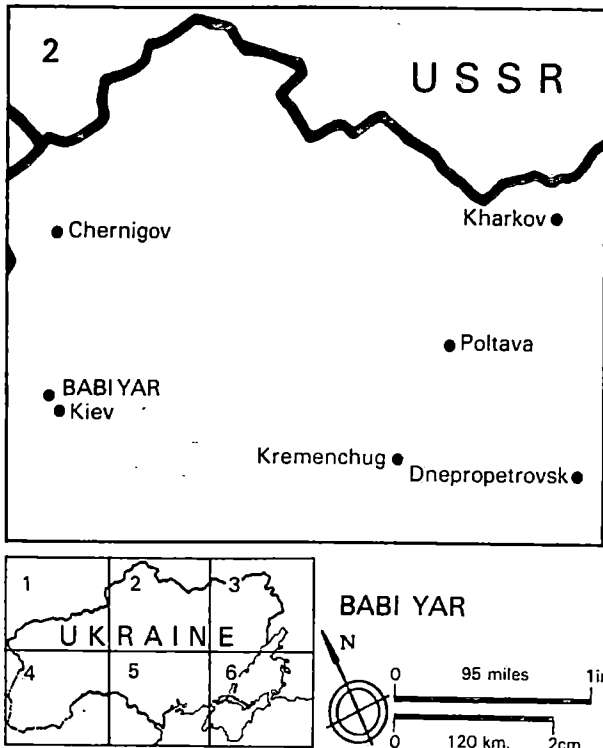 2
USSR
Kharkov
Chernigov
Poltava
BABI YAR
Kiev
Kremenchug
Dnepropetrovsk
1 2 3
UKRAINE
4 5 6
BABI YAR
N
0 95 miles 1in
0 120 km. 2cm